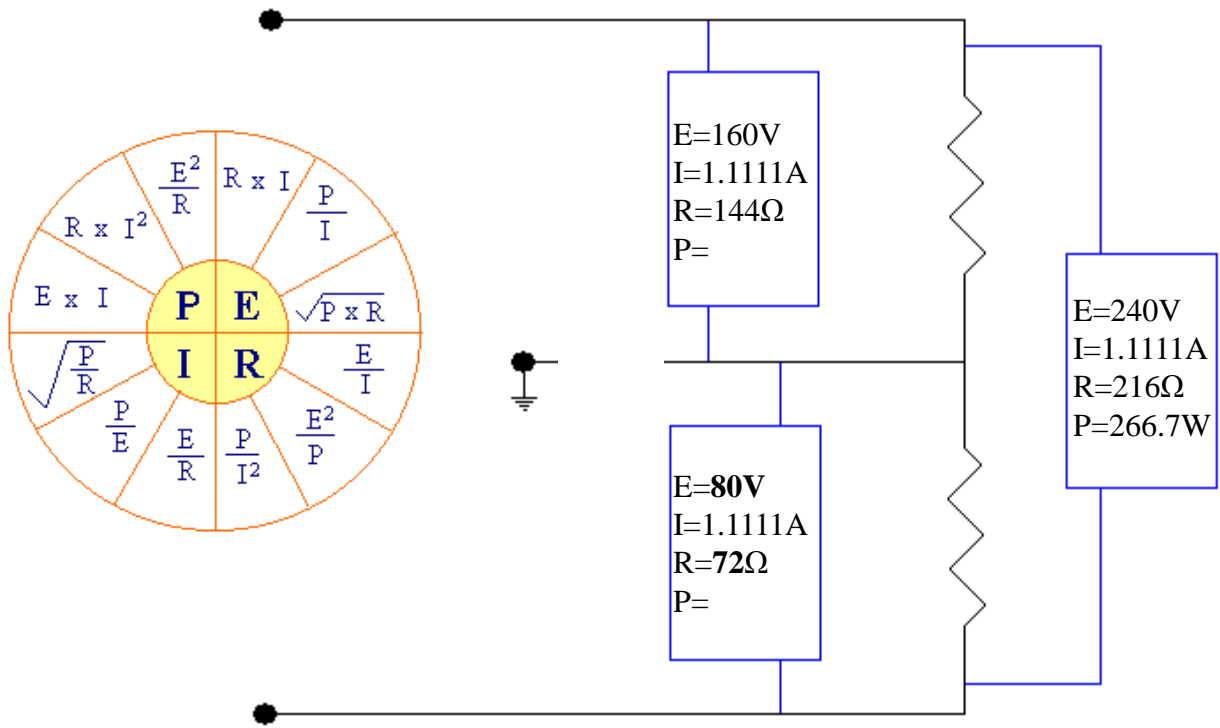 E²/R
R x I
P/I
R x I²
E x I
P E
√P x R
I R
√P/R
E/I
P/E
E/R
P/I²
E²/P
E=160V
I=1.1111A
R=144Ω
P=
E=80V
I=1.1111A
R=72Ω
P=
E=240V
I=1.1111A
R=216Ω
P=266.7W